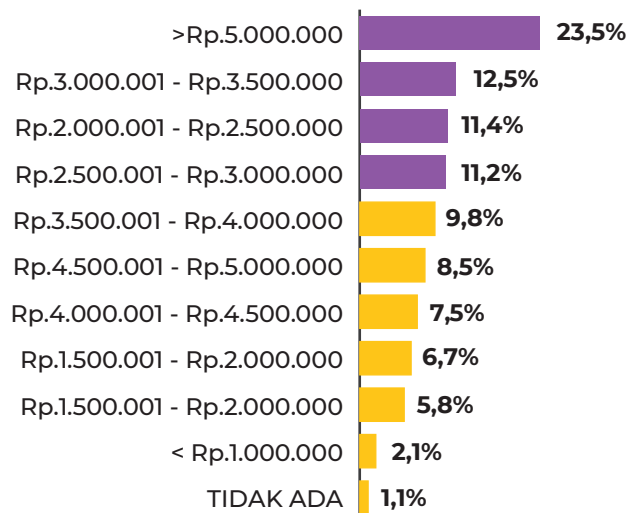 >Rp.5.000.000 23,5%
Rp.3.000.001 - Rp.3.500.000 12,5%
Rp.2.000.001 - Rp.2.500.000 11,4%
Rp.2.500.001 - Rp.3.000.000 11,2%
Rp.3.500.001 - Rp.4.000.000 9,8%
Rp.4.500.001 - Rp.5.000.000 8,5%
Rp.4.000.001 - Rp.4.500.000 7,5%
Rp.1.500.001 - Rp.2.000.000 6,7%
Rp.1.500.001 - Rp.2.000.000 5,8%
< Rp.1.000.000 2,1%
TIDAK ADA 1,1%